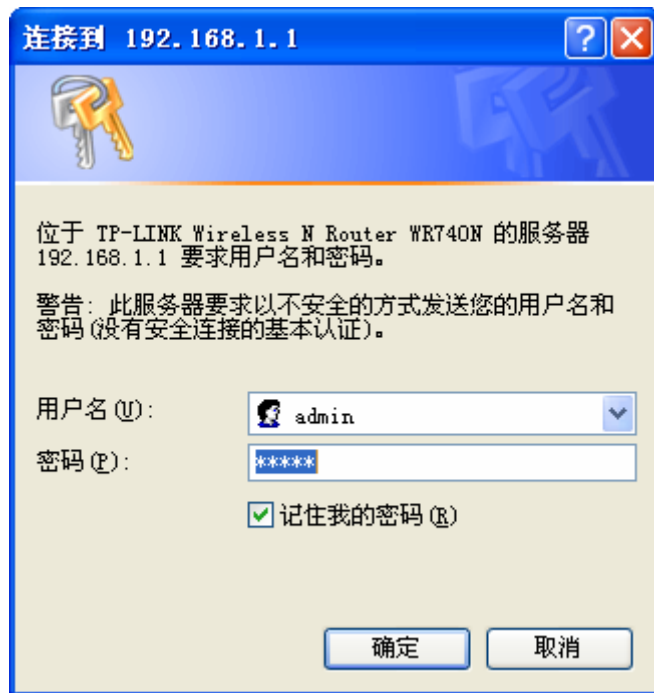 连接到 192.168.1.1
位于 TP-LINK Wireless N Router WR740N 的服务器
192.168.1.1 要求用户名和密码。
警告: 此服务器要求以不安全的方式发送您的用户名和
密码(没有安全连接的基本认证)。
用户名(U):
admin
密码(P):
*****
记住我的密码(R)
确定
取消